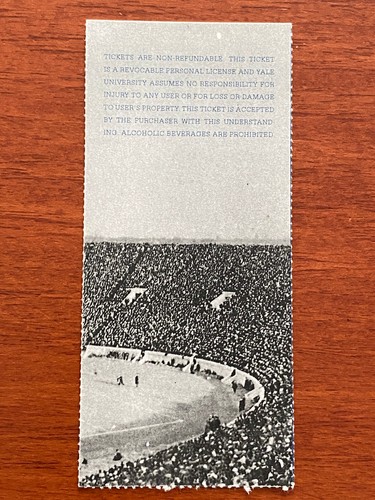 TICKETS ARE NON-REFUNDABLE. THIS TICKET
IS A REVOCABLE PERSONAL LICENSE AND YALE
UNIVERSITY ASSUMES NO RESPONSIBILITY FOR
INJURY TO ANY USER OR FOR LOSS OR DAMAGE
TO USER'S PROPERTY. THIS TICKET IS ACCEPTED
BY THE PURCHASER WITH THIS UNDERSTAND
ING. ALCOHOLIC BEVERAGES ARE PROHIBITED.